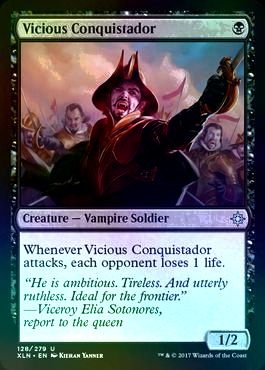 Vicious Conquistador
Creature — Vampire Soldier
Whenever Vicious Conquistador
attacks, each opponent loses 1 life.
"He is ambitious. Tireless. And utterly
ruthless. Ideal for the frontier."
—Viceroy Elia Sotonores,
report to the queen
1/2
128/279 U
XLN • EN Kieran Yanner
™ & © 2017 Wizards of the Coast